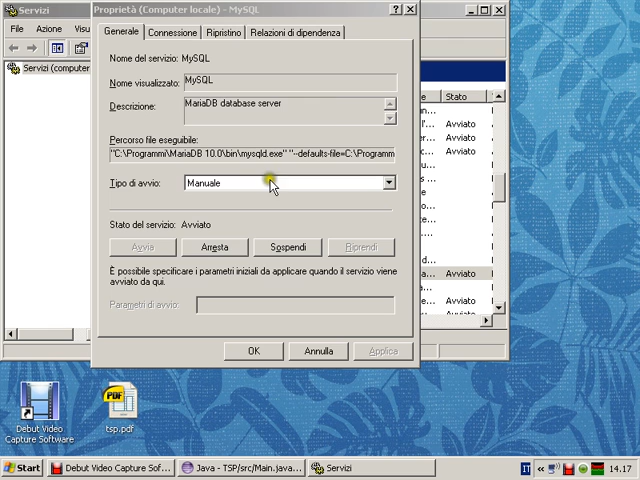 Servizi
File
Azione
Visu
Servizi (computer
Proprietà (Computer locale) - MySQL
Generale
Connessione
Ripristino
Relazioni di dipendenza
Nome del servizio: MySQL
Nome visualizzato: MySQL
Descrizione: MariaDB database server
Percorso file eseguibile:
"C:\Programmi\MariaDB 10.0\bin\mysqld.exe" "--defaults-file=C:\Programm
Tipo di avvio: Manuale
Stato del servizio: Avviato
Avvia
Arresta
Sospendi
Riprendi
È possibile specificare i parametri iniziali da applicare quando il servizio viene
avviato da qui.
Parametri di avvio:
OK
Annulla
Applica
Stato
Avviato
Avviato
Avviato
Avviato
Avviato
Avviato
Debut Video
Capture Software
PDF
tsp.pdf
Start
Debut Video Capture Sof...
Java - TSP/src/Main.java...
Servizi
IT
«
14.17